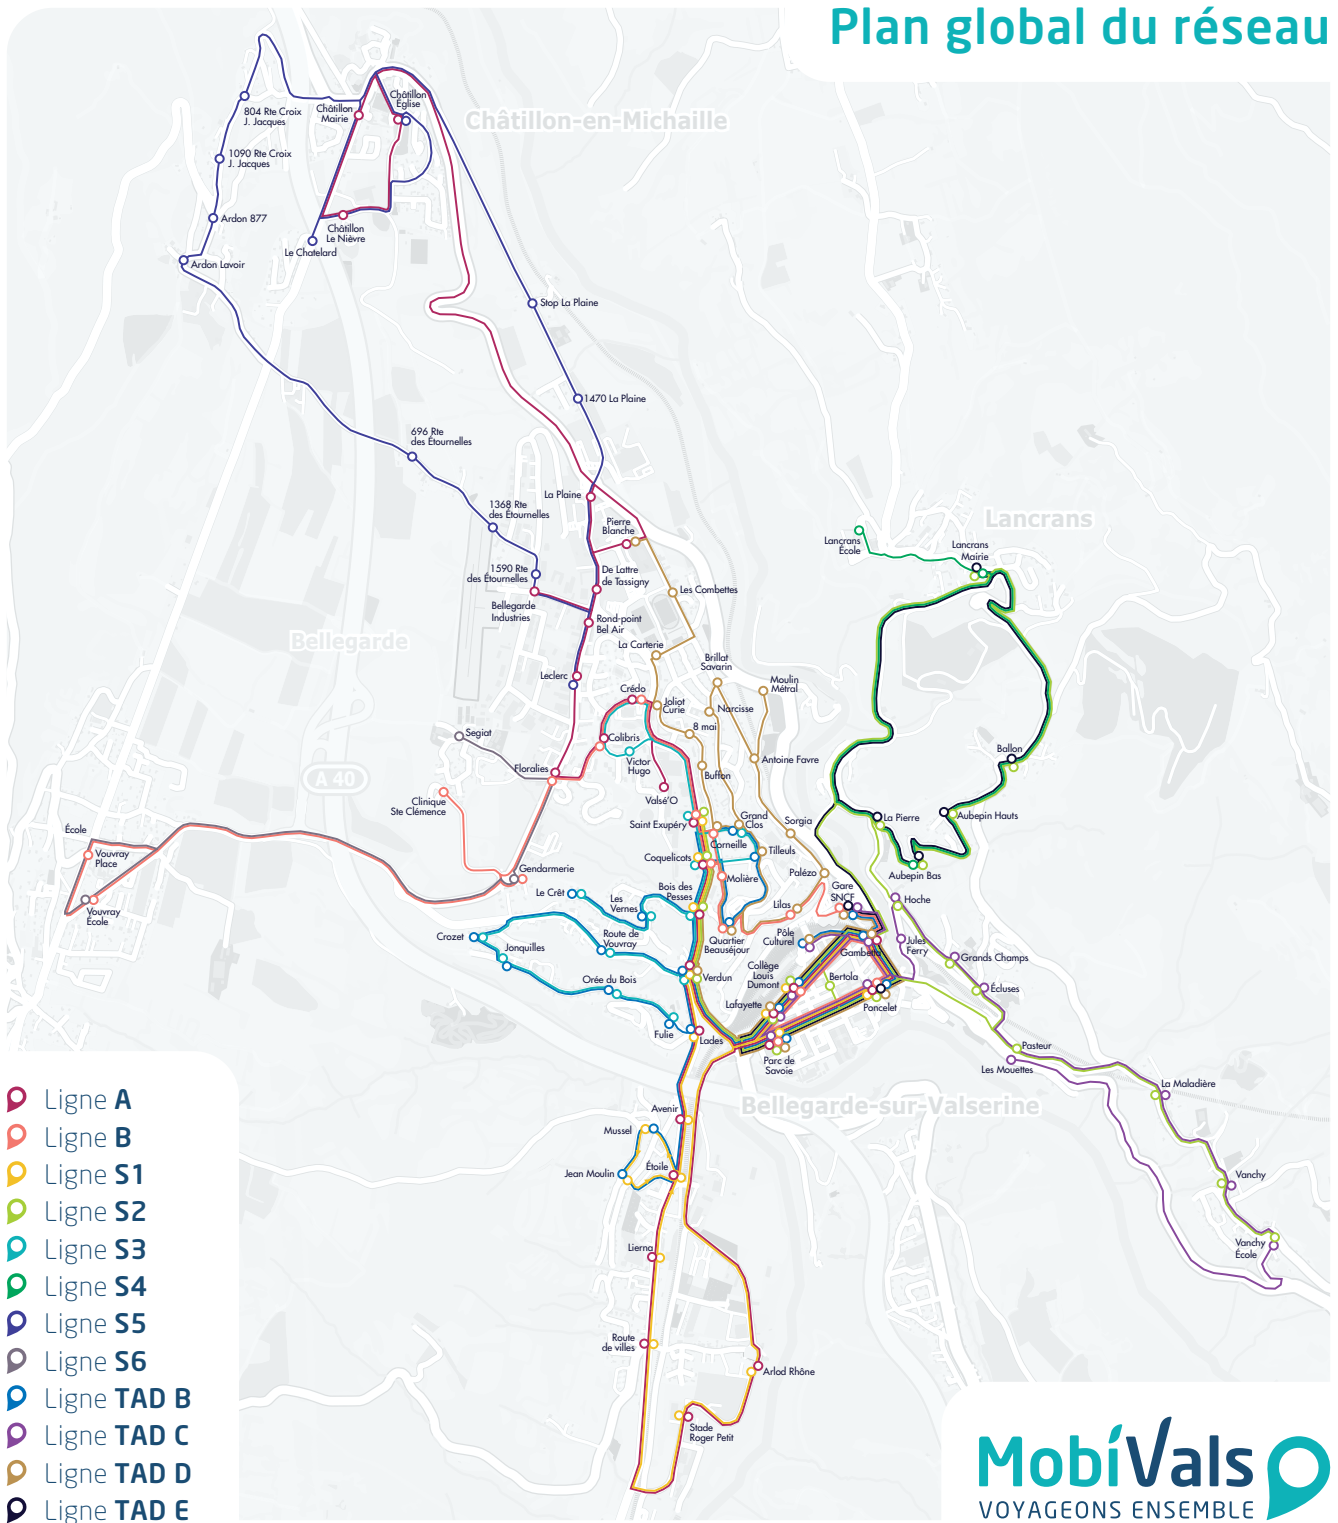 Plan global du réseau
Châtillon-en-Michaille
Châtillon
Église
804 Rte Croix
J. Jacques
Châtillon
Mairie
1090 Rte Croix
J. Jacques
Ardon 877
Châtillon
Le Nièvre
Le Chatelard
Ardon Lavoir
Stop La Plaine
1470 La Plaine
696 Rte
des Étournelles
La Plaine
1368 Rte
des Étournelles
Pierre
Blanche
Lancrans
Lancrans
École
Lancrans
Mairie
1590 Rte
des Étournelles
De Lattre
de Tassigny
Les Combettes
Bellegarde
Industries
Rond-point
Bel Air
Bellegarde
La Carterie
Brillat
Savarin
Leclerc
Moulin
Métral
Crédo
Joliot
Curie
Narcisse
8 mai
Segiat
Colibris
Victor
Hugo
Antoine Favre
Ballon
A 40
Floralies
Buffon
Valsé'O
Clinique
Ste Clémence
Saint Exupéry
Grand
Clos
Sorgia
La Pierre
Aubepin Hauts
École
Corneille
Vouvray
Place
Coquelicots
Tilleuls
Gendarmerie
Molière
Palézo
Aubepin Bas
Le Crêt
Bois des
Pesses
Gare
SNCF
Hoche
Les
Vernes
Lilas
Vouvray
École
Crozet
Route de
Vouvray
Quartier
Beauséjour
Pôle
Culturel
Gambetta
Jules
Ferry
Jonquilles
Grands Champs
Collège
Louis
Dumont
Verdun
Bertola
Orée du Bois
Écluses
Lafayette
Poncelet
Fulie
Lades
Pasteur
Parc de
Savoie
Les Mouettes
La Maladière
Bellegarde-sur-Valserine
Avenir
Mussel
Jean Moulin
Étoile
Vanchy
Lierna
Vanchy
École
Route
de villes
Arlod Rhône
Stade
Roger Petit
Ligne A
Ligne B
Ligne S1
Ligne S2
Ligne S3
Ligne S4
Ligne S5
Ligne S6
Ligne TAD B
Ligne TAD C
Ligne TAD D
Ligne TAD E
MobiVals
VOYAGEONS ENSEMBLE